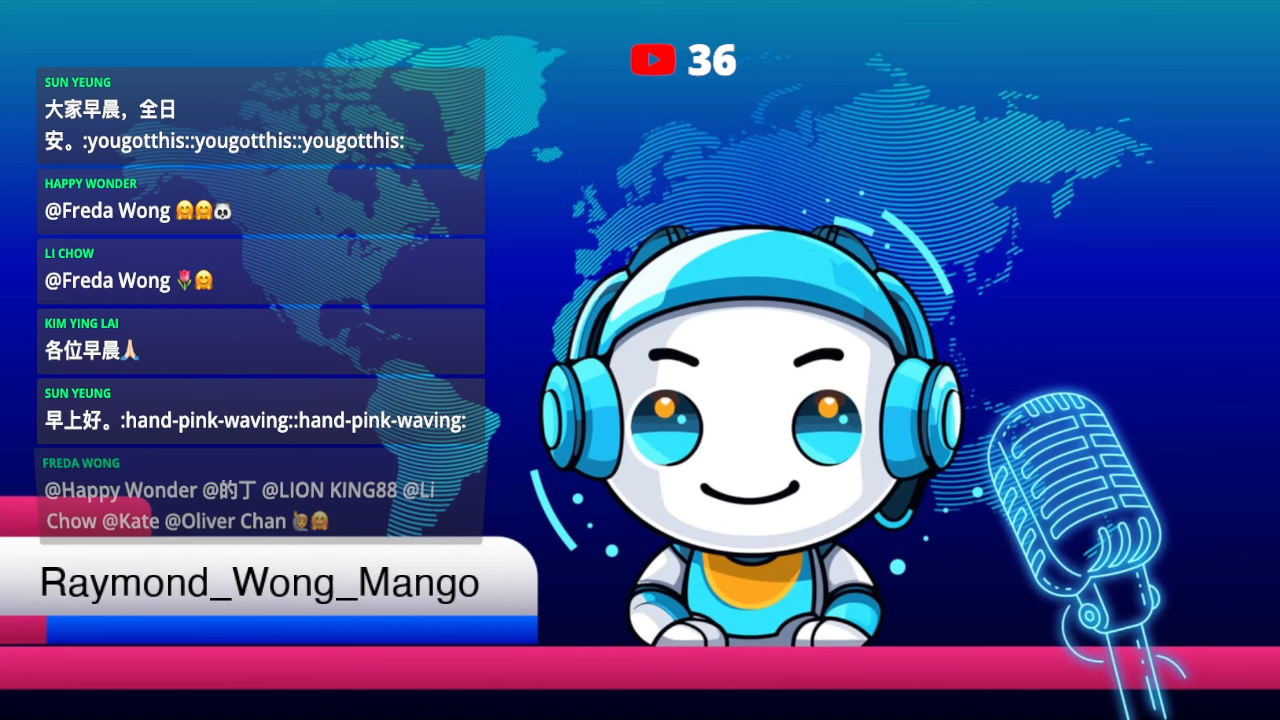 36
SUN YEUNG
大家早晨，全日
安。:yougotthis::yougotthis::yougotthis:
HAPPY WONDER
@Freda Wong 🤗🤗🐼
LI CHOW
@Freda Wong 🌷🤗
KIM YING LAI
各位早晨🙏🏻
SUN YEUNG
早上好。:hand-pink-waving::hand-pink-waving:
FREDA WONG
@Happy Wonder @的丁 @LION KING88 @Li
Chow @Kate @Oliver Chan 🙋🏻‍♂️🤗
Raymond_Wong_Mango